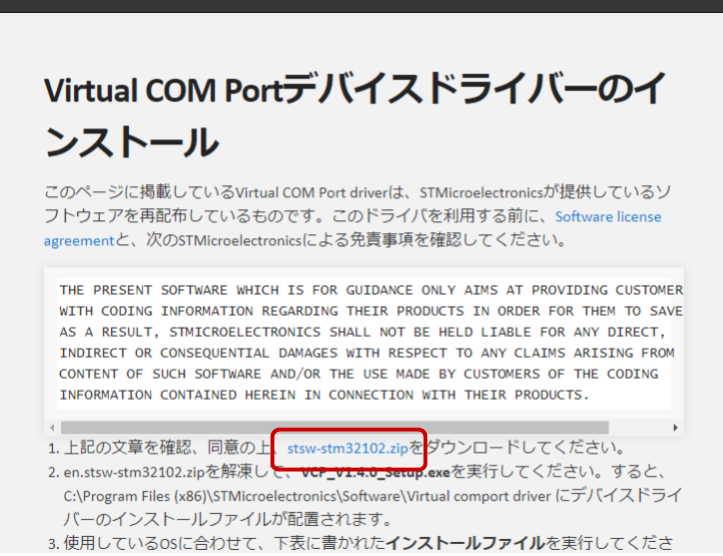 Virtual COM Portデバイスドライバーのイ
ンストール
このページに掲載しているVirtual COM Port driverは、STMicroelectronicsが提供しているソ
フトウェアを再配布しているものです。このドライバを利用する前に、Software license
agreementと、次のSTMicroelectronicsによる免責事項を確認してください。
THE PRESENT SOFTWARE WHICH IS FOR GUIDANCE ONLY AIMS AT PROVIDING CUSTOMER
WITH CODING INFORMATION REGARDING THEIR PRODUCTS IN ORDER FOR THEM TO SAVE
AS A RESULT, STMICROELECTRONICS SHALL NOT BE HELD LIABLE FOR ANY DIRECT,
INDIRECT OR CONSEQUENTIAL DAMAGES WITH RESPECT TO ANY CLAIMS ARISING FROM
CONTENT OF SUCH SOFTWARE AND/OR THE USE MADE BY CUSTOMERS OF THE CODING
INFORMATION CONTAINED HEREIN IN CONNECTION WITH THEIR PRODUCTS.
1. 上記の文章を確認、同意の上、stsw-stm32102.zipをダウンロードしてください。
2. en.stsw-stm32102.zipを解凍して、VCP_V1.4.0_Setup.exeを実行してください。すると、
C:\Program Files (x86)\STMicroelectronics\Software\Virtual comport driver にデバイスドライ
バーのインストールファイルが配置されます。
3. 使用しているOSに合わせて、下表に書かれたインストールファイルを実行してくださ